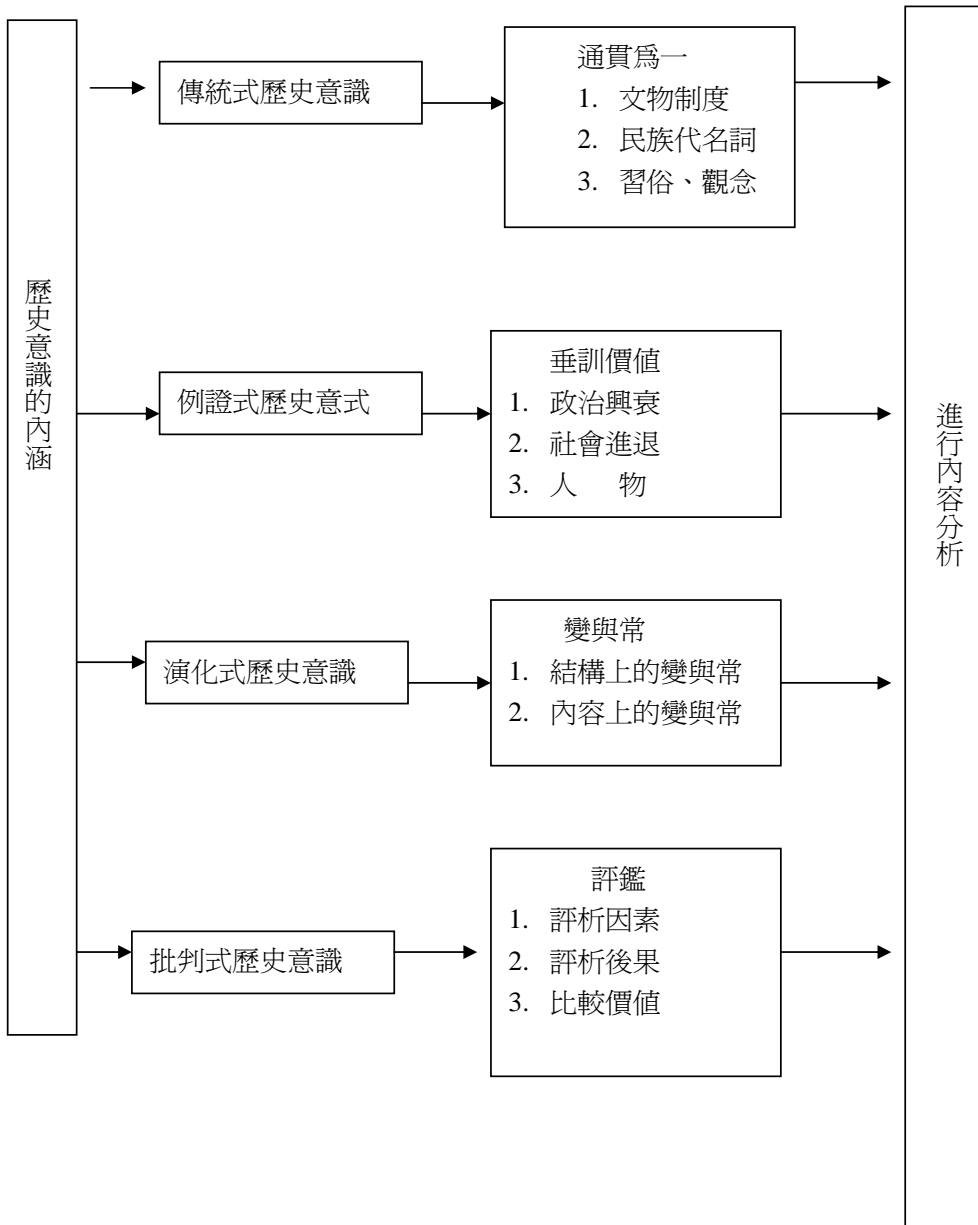 歷史意識的內涵
傳統式歷史意識
通貫爲一
1. 文物制度
2. 民族代名詞
3. 習俗、觀念
例證式歷史意式
垂訓價值
1. 政治興衰
2. 社會進退
3. 人 物
演化式歷史意識
變與常
1. 結構上的變與常
2. 內容上的變與常
批判式歷史意識
評鑑
1. 評析因素
2. 評析後果
3. 比較價值
進行內容分析